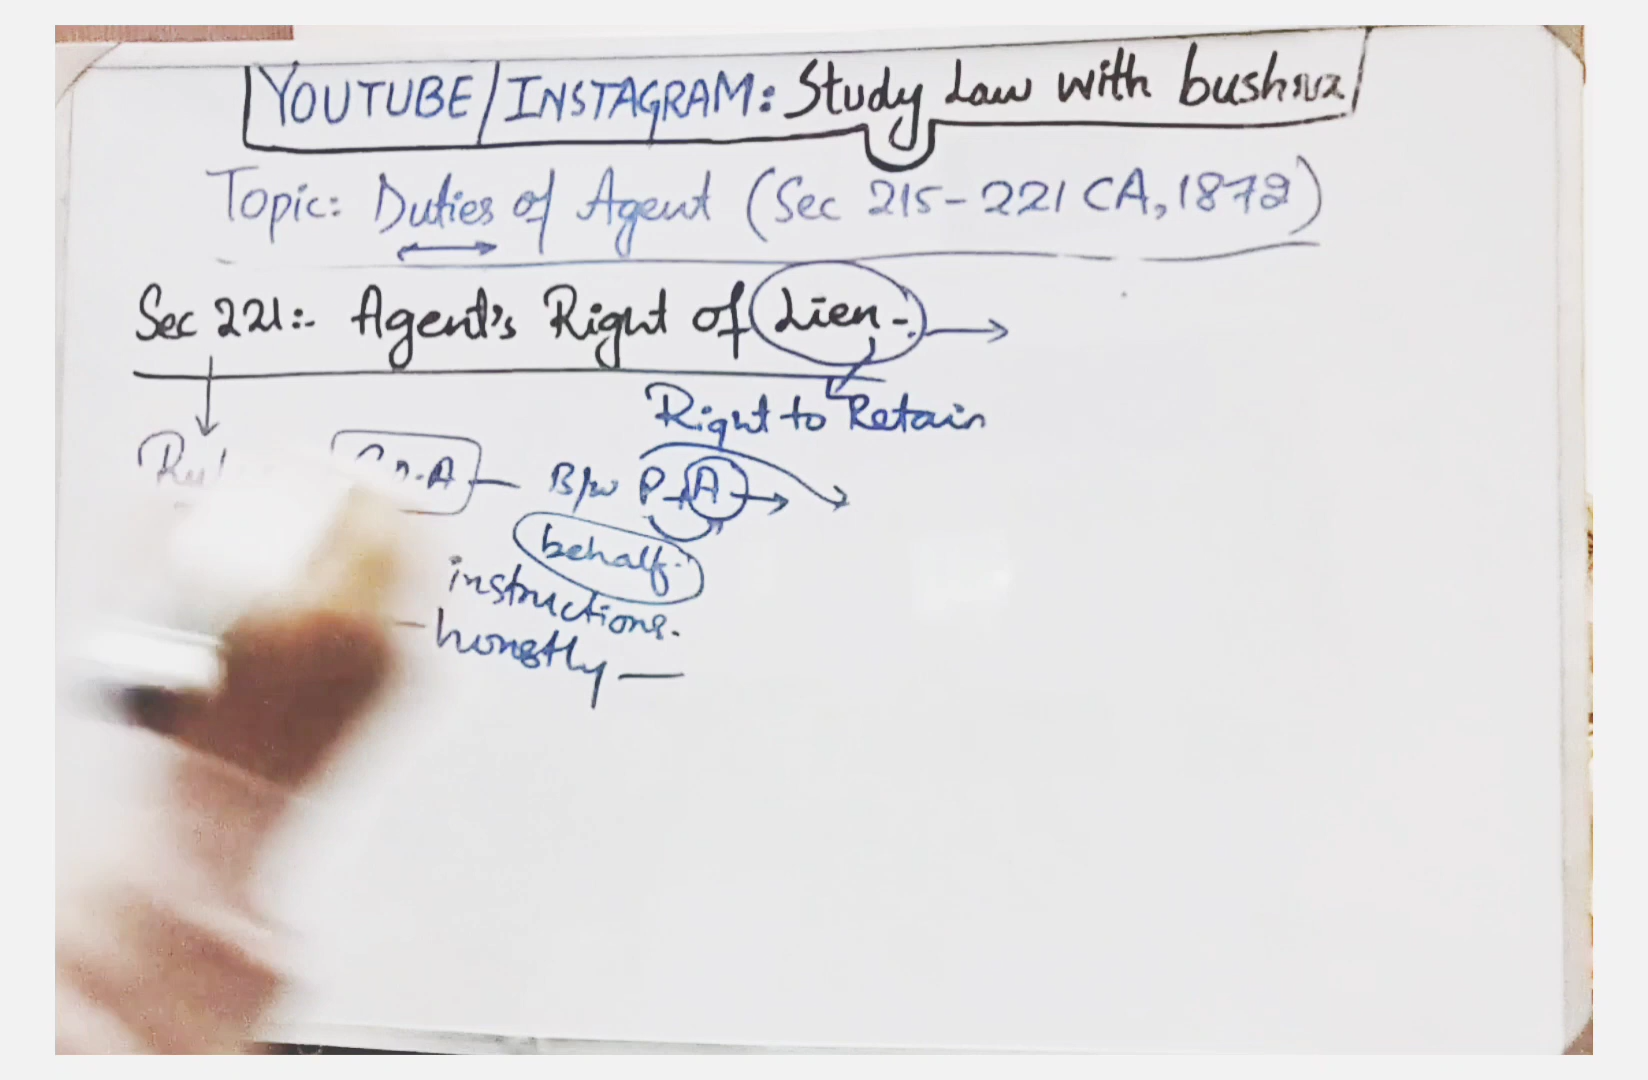 YOUTUBE/INSTAGRAM: Study Law with bushra
Topic: Duties of Agent (Sec 215-221 CA, 1872)
Sec 221:- Agent's Right of Lien-:
Right to Retain
B/w P A
behalf.
instructions.
- honestly -